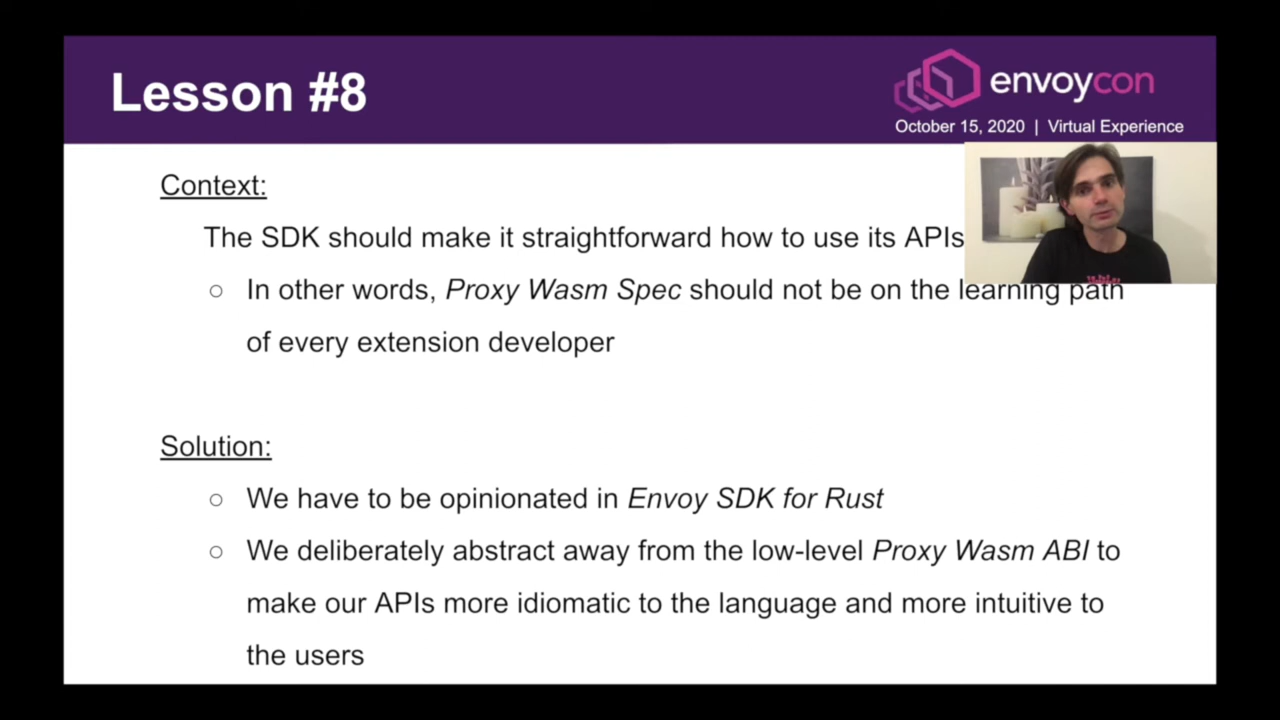 Lesson #8
envoycon
October 15, 2020 | Virtual Experience
Context:
The SDK should make it straightforward how to use its APIs
○ In other words, Proxy Wasm Spec should not be on the learning path
of every extension developer
Solution:
○ We have to be opinionated in Envoy SDK for Rust
○ We deliberately abstract away from the low-level Proxy Wasm ABI to
make our APIs more idiomatic to the language and more intuitive to
the users